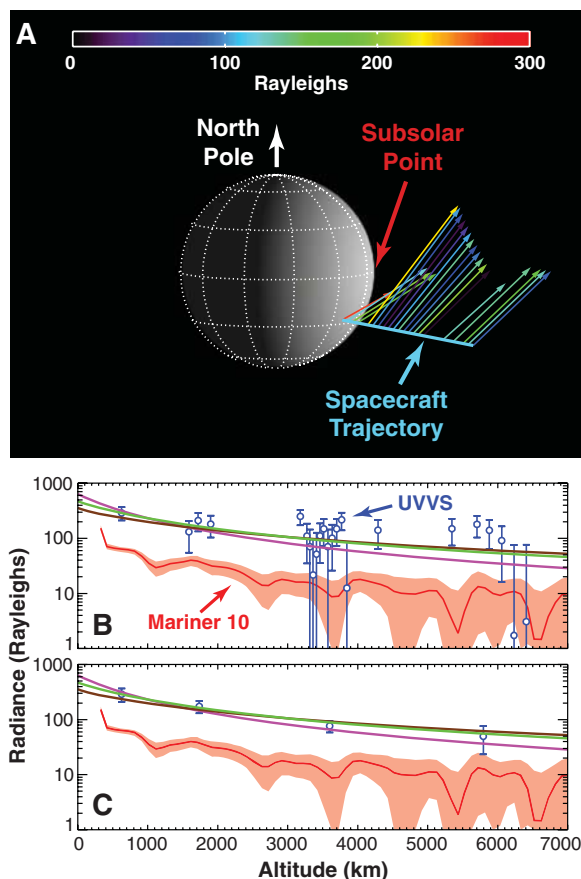 A
0 100 200 300
Rayleighs
North
Pole
Subsolar
Point
Spacecraft
Trajectory
Radiance (Rayleighs)
1000
100
10
1
UVVS
Mariner 10
B
1000
100
10
1
C
0 1000 2000 3000 4000 5000 6000 7000
Altitude (km)